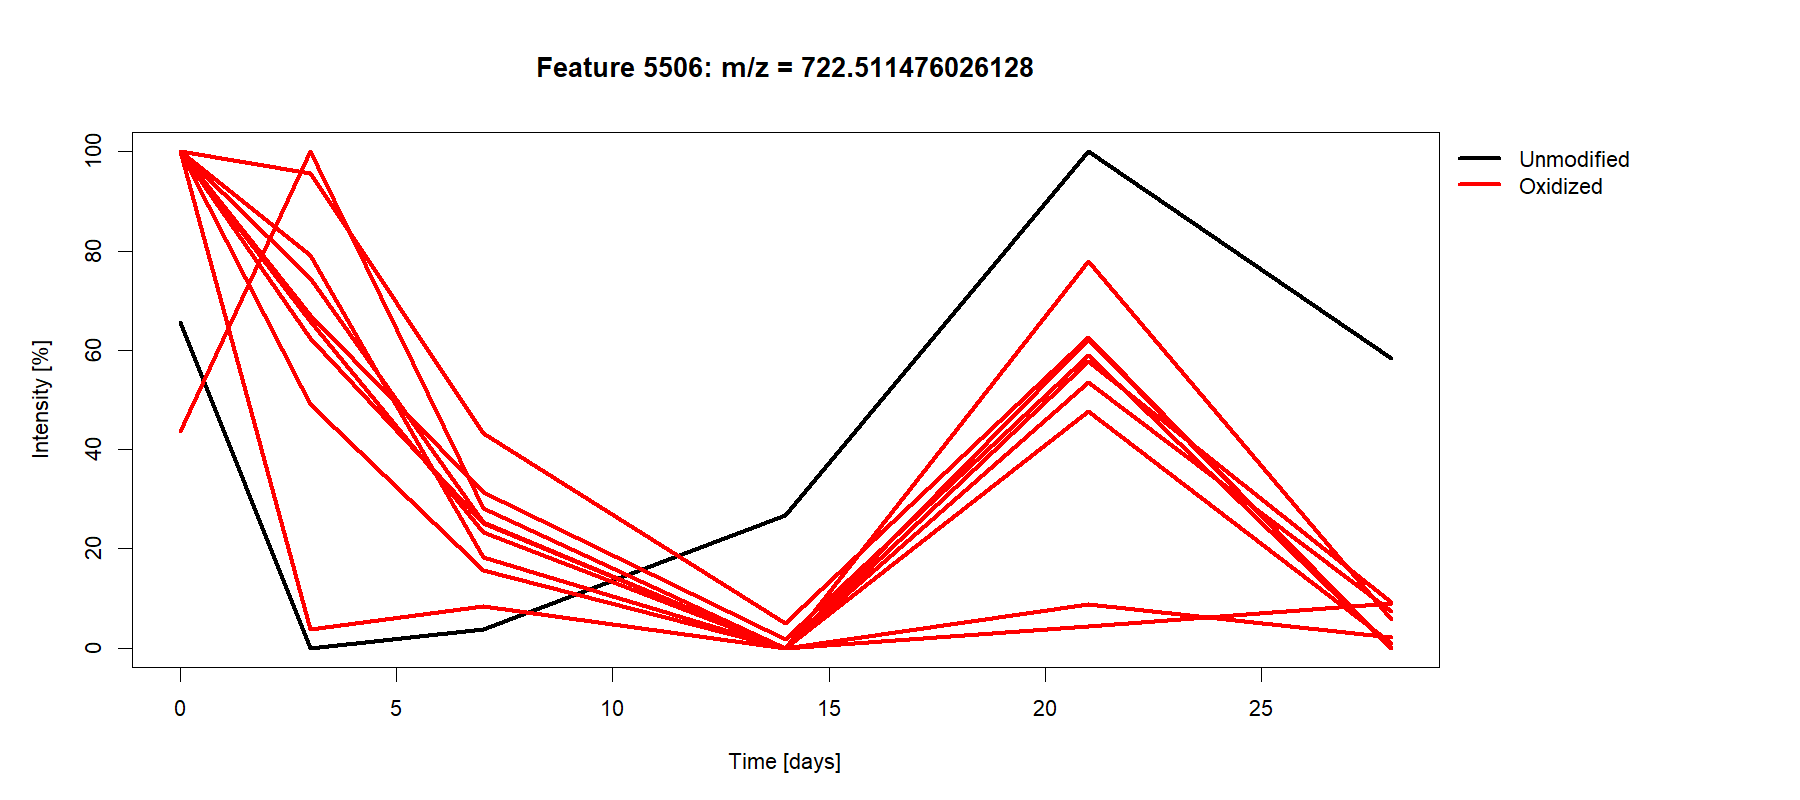 Feature 5506: m/z = 722.511476026128
Unmodified
Oxidized
Intensity [%]
100
80
60
40
20
0
0 5 10 15 20 25
Time [days]